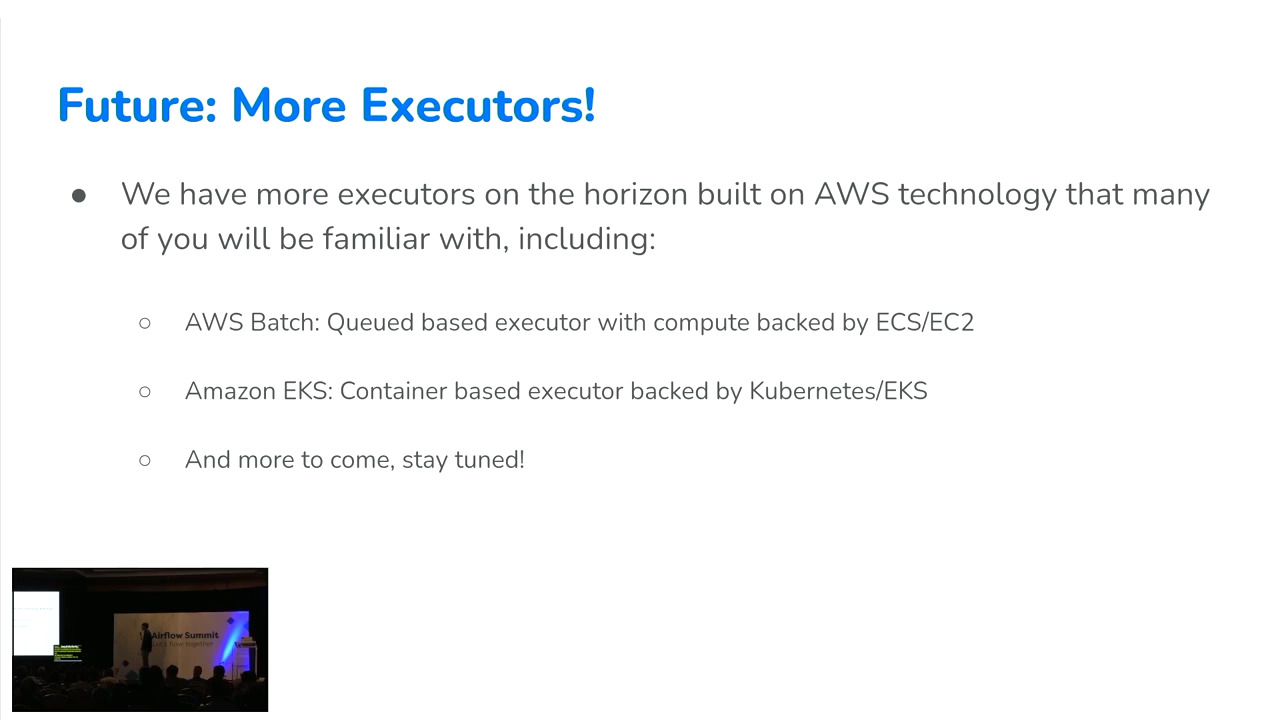 Future: More Executors!
● We have more executors on the horizon built on AWS technology that many
of you will be familiar with, including:
○ AWS Batch: Queued based executor with compute backed by ECS/EC2
○ Amazon EKS: Container based executor backed by Kubernetes/EKS
○ And more to come, stay tuned!
Airflow Summit